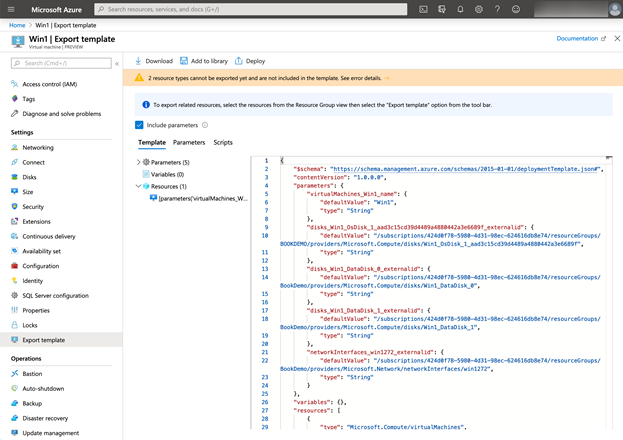 Microsoft Azure
Search resources, services, and docs (G+/)
Home > Win1 | Export template
Win1 | Export template
Virtual machine | PREVIEW
Documentation
Search (Cmd+/)
Access control (IAM)
Tags
Diagnose and solve problems
Settings
Networking
Connect
Disks
Size
Security
Extensions
Continuous delivery
Availability set
Configuration
Identity
SQL Server configuration
Properties
Locks
Export template
Operations
Bastion
Auto-shutdown
Backup
Disaster recovery
Update management
Download
Add to library
Deploy
2 resource types cannot be exported yet and are not included in the template. See error details.
To export related resources, select the resources from the Resource Group view then select the "Export template" option from the tool bar.
Include parameters
Template
Parameters
Scripts
Parameters (5)
Variables (0)
Resources (1)
[parameters('virtualMachines_W...
1 {
2 "$schema": "https://schema.management.azure.com/schemas/2015-01-01/deploymentTemplate.json#",
3 "contentVersion": "1.0.0.0",
4 "parameters": {
5 "virtualMachines_Win1_name": {
6 "defaultValue": "Win1",
7 "type": "String"
8 },
9 "disks_Win1_OsDisk_1_aad3c15cd39d4489a4880442a3e6689f_externalid": {
10 "defaultValue": "/subscriptions/424d0f78-5980-4d31-98ec-624616db8e74/resourceGroups/
BOOKDEMO/providers/Microsoft.Compute/disks/Win1_OsDisk_1_aad3c15cd39d4489a4880442a3e6689f",
11 "type": "String"
12 },
13 "disks_Win1_DataDisk_0_externalid": {
14 "defaultValue": "/subscriptions/424d0f78-5980-4d31-98ec-624616db8e74/resourceGroups/
BookDemo/providers/Microsoft.Compute/disks/Win1_DataDisk_0",
15 "type": "String"
16 },
17 "disks_Win1_DataDisk_1_externalid": {
18 "defaultValue": "/subscriptions/424d0f78-5980-4d31-98ec-624616db8e74/resourceGroups/
BookDemo/providers/Microsoft.Compute/disks/Win1_DataDisk_1",
19 "type": "String"
20 },
21 "networkInterfaces_win1272_externalid": {
22 "defaultValue": "/subscriptions/424d0f78-5980-4d31-98ec-624616db8e74/resourceGroups/
BookDemo/providers/Microsoft.Network/networkInterfaces/win1272",
23 "type": "String"
24 }
25 },
26 "variables": {},
27 "resources": [
28 {
29 "type": "Microsoft.Compute/virtualMachines",